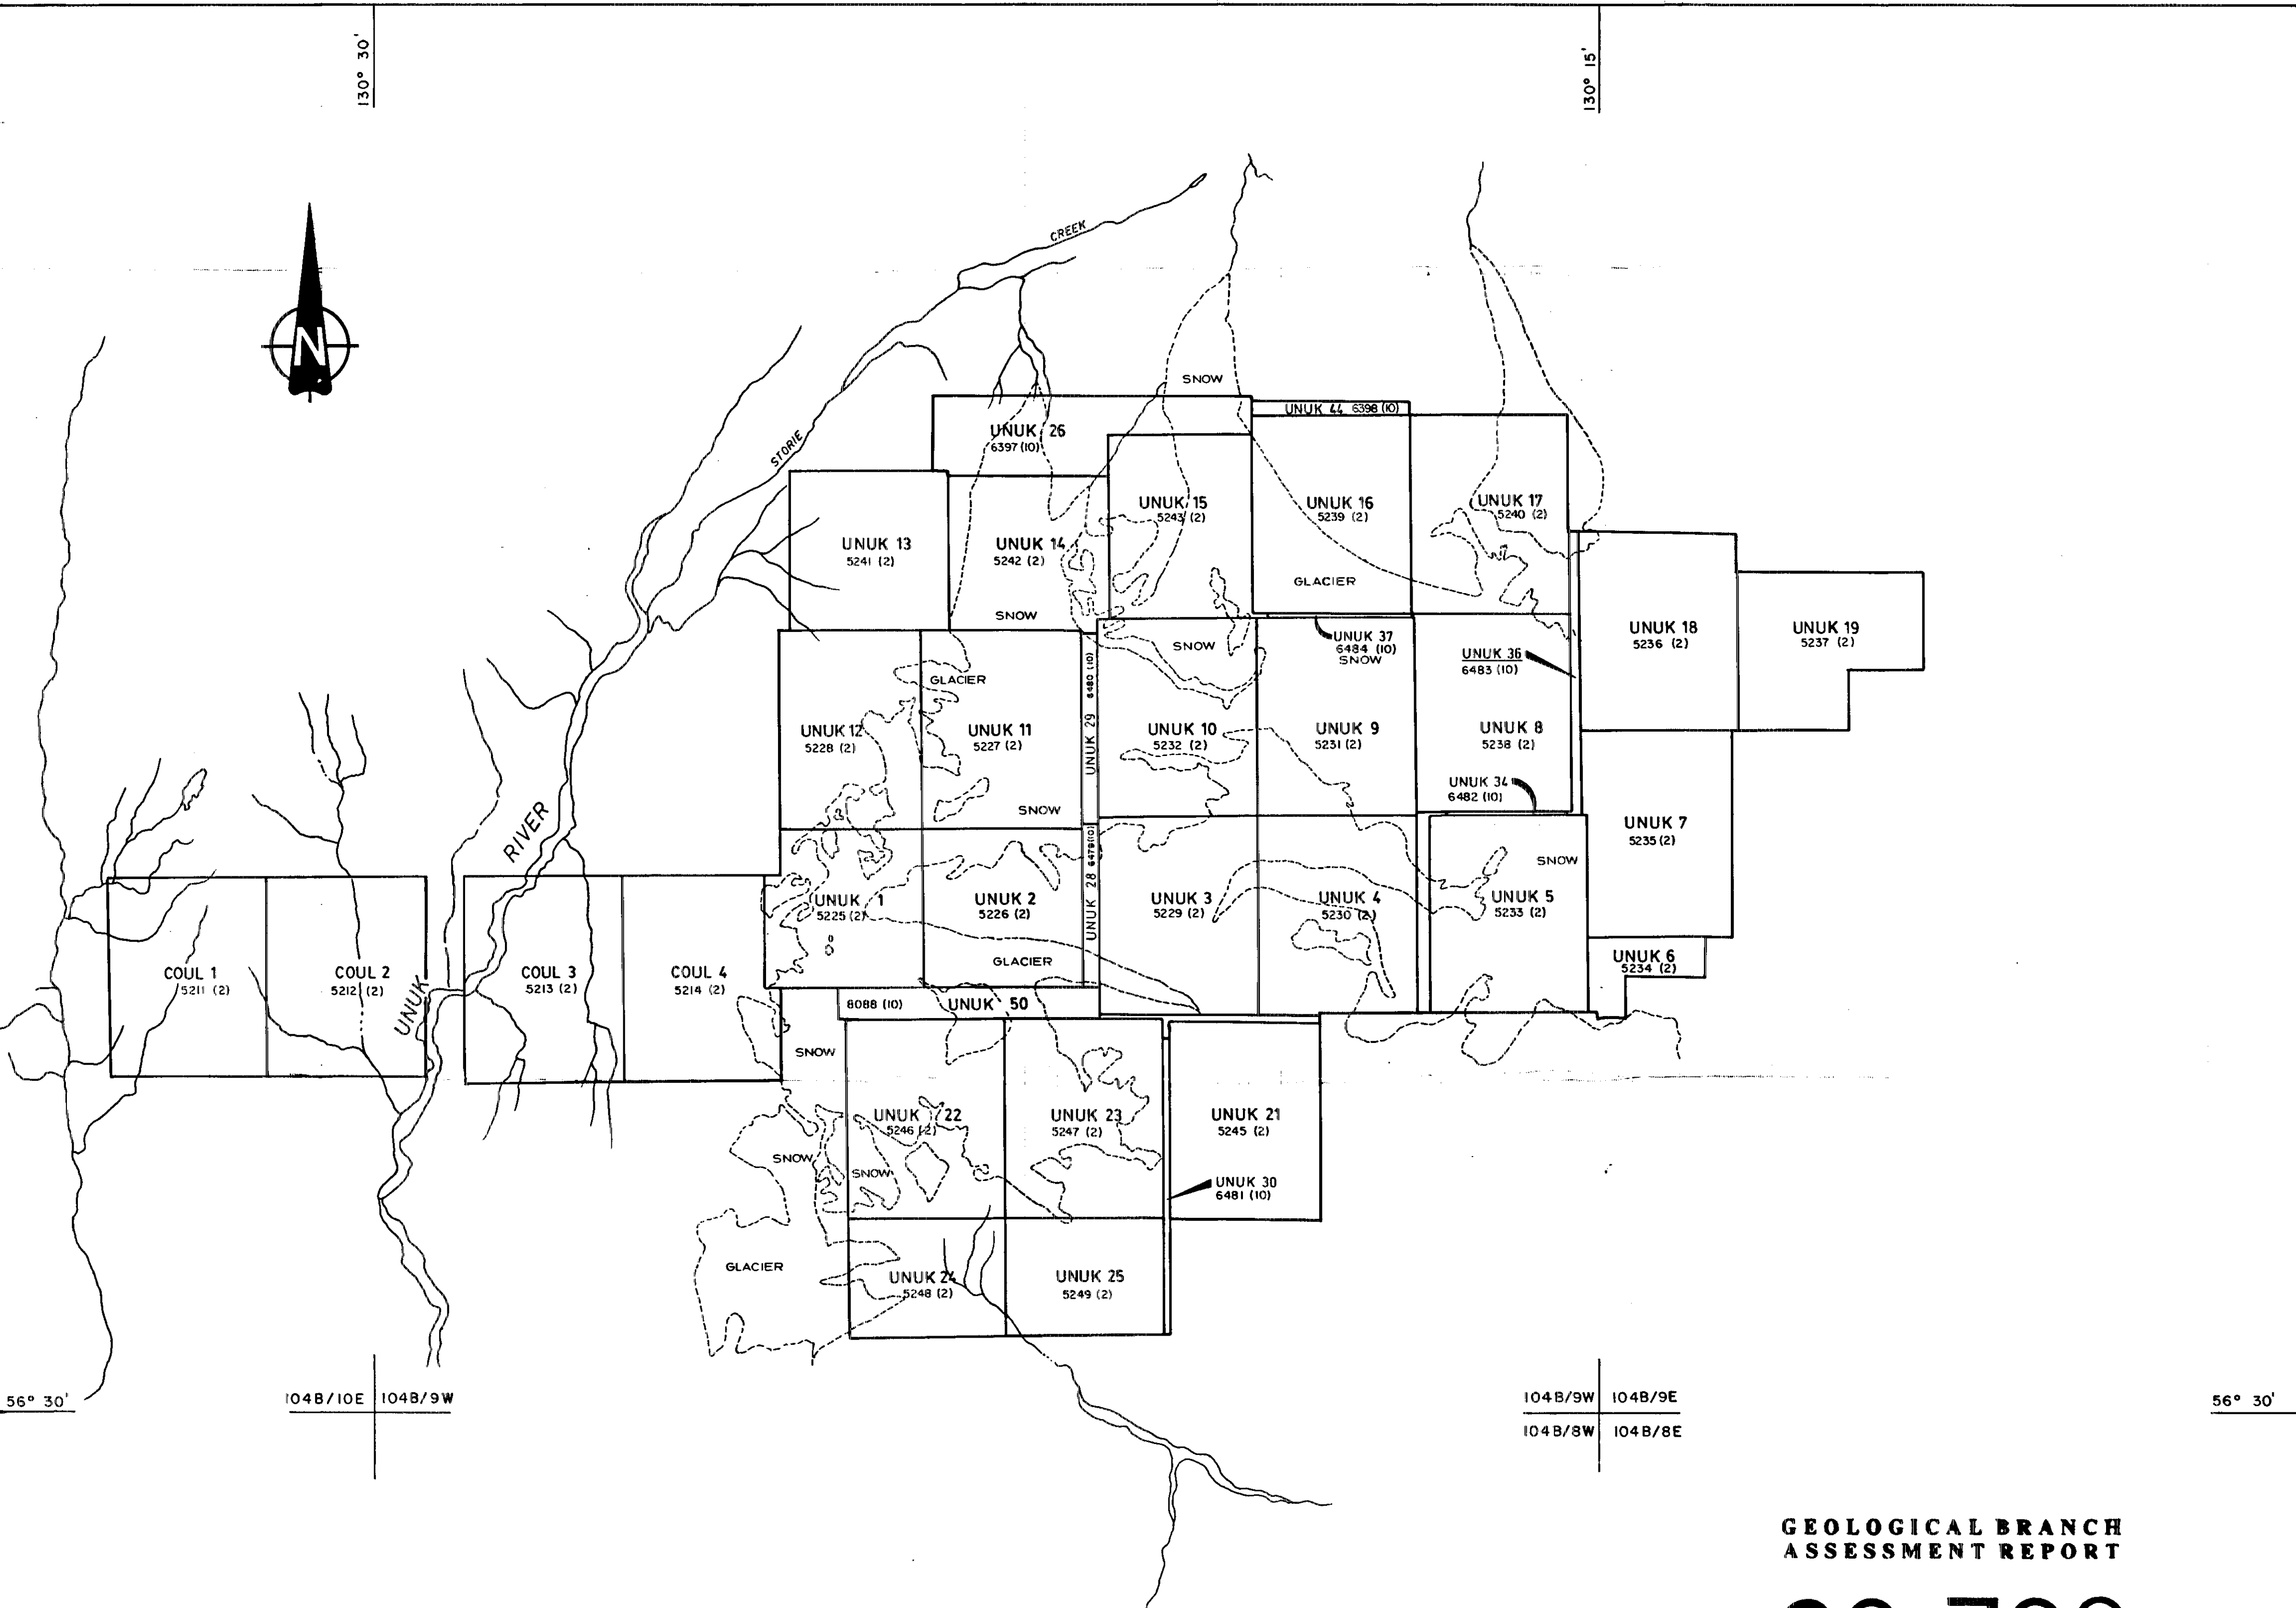 130° 30'
130° 15'
N
CREEK
STORIE
SNOW
UNUK 44 6398 (10)
UNUK 26
6397 (10)
UNUK 15
5243 (2)
UNUK 16
5239 (2)
UNUK 17
5240 (2)
UNUK 13
5241 (2)
UNUK 14
5242 (2)
GLACIER
SNOW
UNUK 18
5236 (2)
UNUK 19
5237 (2)
UNUK 37
6484 (10)
SNOW
SNOW
UNUK 36
6483 (10)
GLACIER
UNUK 29 6480 (10)
UNUK 12
5228 (2)
UNUK 11
5227 (2)
UNUK 10
5232 (2)
UNUK 9
5231 (2)
UNUK 8
5238 (2)
UNUK 34
6482 (10)
SNOW
UNUK 7
5235 (2)
RIVER
UNUK
SNOW
UNUK 28 6479 (10)
UNUK 1
5225 (2)
UNUK 2
5226 (2)
UNUK 3
5229 (2)
UNUK 4
5230 (2)
UNUK 5
5233 (2)
GLACIER
UNUK 6
5234 (2)
COUL 1
5211 (2)
COUL 2
5212 (2)
COUL 3
5213 (2)
COUL 4
5214 (2)
8088 (10) UNUK 50
SNOW
UNUK 22
5246 (2)
UNUK 23
5247 (2)
UNUK 21
5245 (2)
SNOW
SNOW
UNUK 30
6481 (10)
GLACIER
UNUK 24
5248 (2)
UNUK 25
5249 (2)
56° 30'
104B/10E 104B/9W
104B/9W 104B/9E
104B/8W 104B/8E
56° 30'
GEOLOGICAL BRANCH
ASSESSMENT REPORT